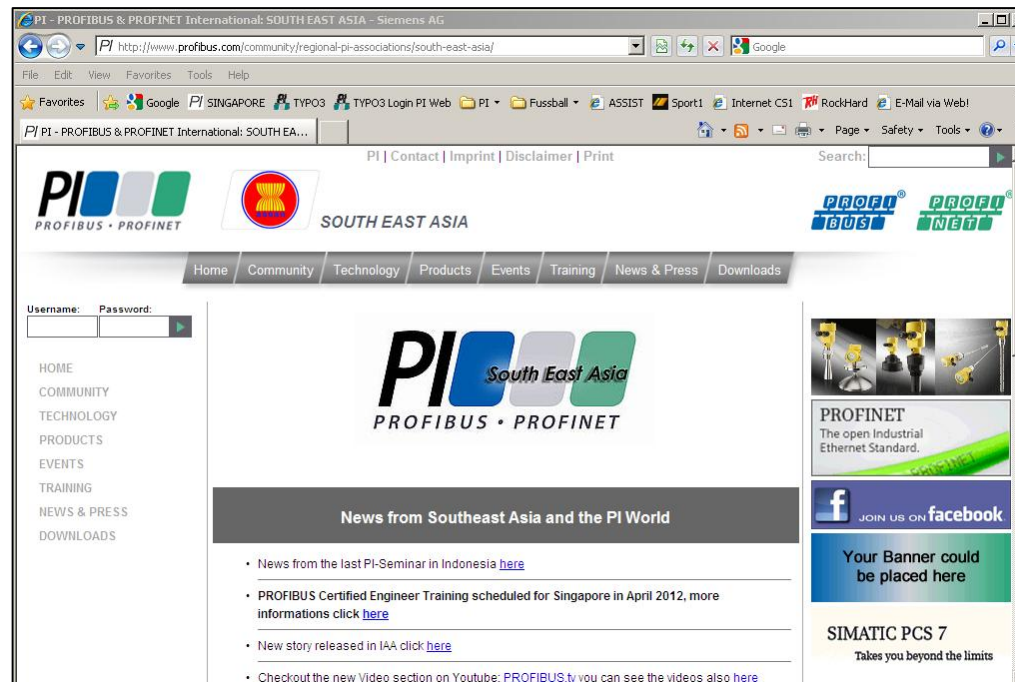 PI - PROFIBUS & PROFINET International: SOUTH EAST ASIA - Siemens AG
PI http://www.profibus.com/community/regional-pi-associations/south-east-asia/
Google
File Edit View Favorites Tools Help
Favorites Google PI SINGAPORE TYPO3 TYPO3 Login PI Web PI Fussball ASSIST Sport1 Internet CS1 RH RockHard E-Mail via Web!
PI PI - PROFIBUS & PROFINET International: SOUTH EA...
Page Safety Tools
PI | Contact | Imprint | Disclaimer | Print
Search:
PI
PROFIBUS • PROFINET
SOUTH EAST ASIA
PROFI® BUS
PROFI® NET
Home Community Technology Products Events Training News & Press Downloads
Username: Password:
HOME
COMMUNITY
TECHNOLOGY
PRODUCTS
EVENTS
TRAINING
NEWS & PRESS
DOWNLOADS
PI South East Asia
PROFIBUS • PROFINET
News from Southeast Asia and the PI World
• News from the last PI-Seminar in Indonesia here
• PROFIBUS Certified Engineer Training scheduled for Singapore in April 2012, more
informations click here
• New story released in IAA click here
• Checkout the new Video section on Youtube: PROFIBUS.tv you can see the videos also here
PROFINET
The open Industrial
Ethernet Standard.
PROFINET
f JOIN US ON facebook
Your Banner could
be placed here
SIMATIC PCS 7
Takes you beyond the limits